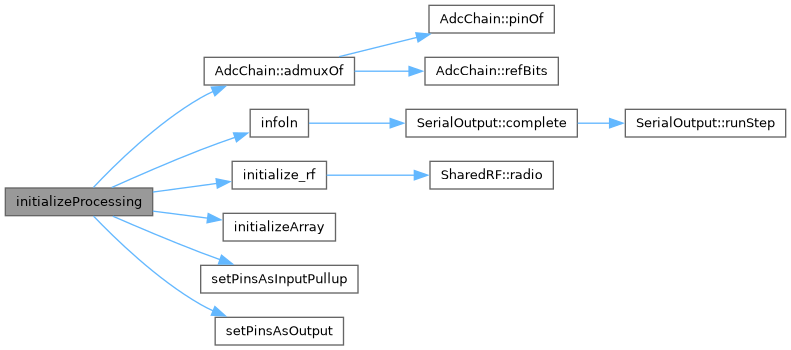 AdcChain::pinOf
AdcChain::admuxOf
AdcChain::refBits
infoln
SerialOutput::complete
SerialOutput::runStep
initialize_rf
SharedRF::radio
initializeProcessing
initializeArray
setPinsAsInputPullup
setPinsAsOutput